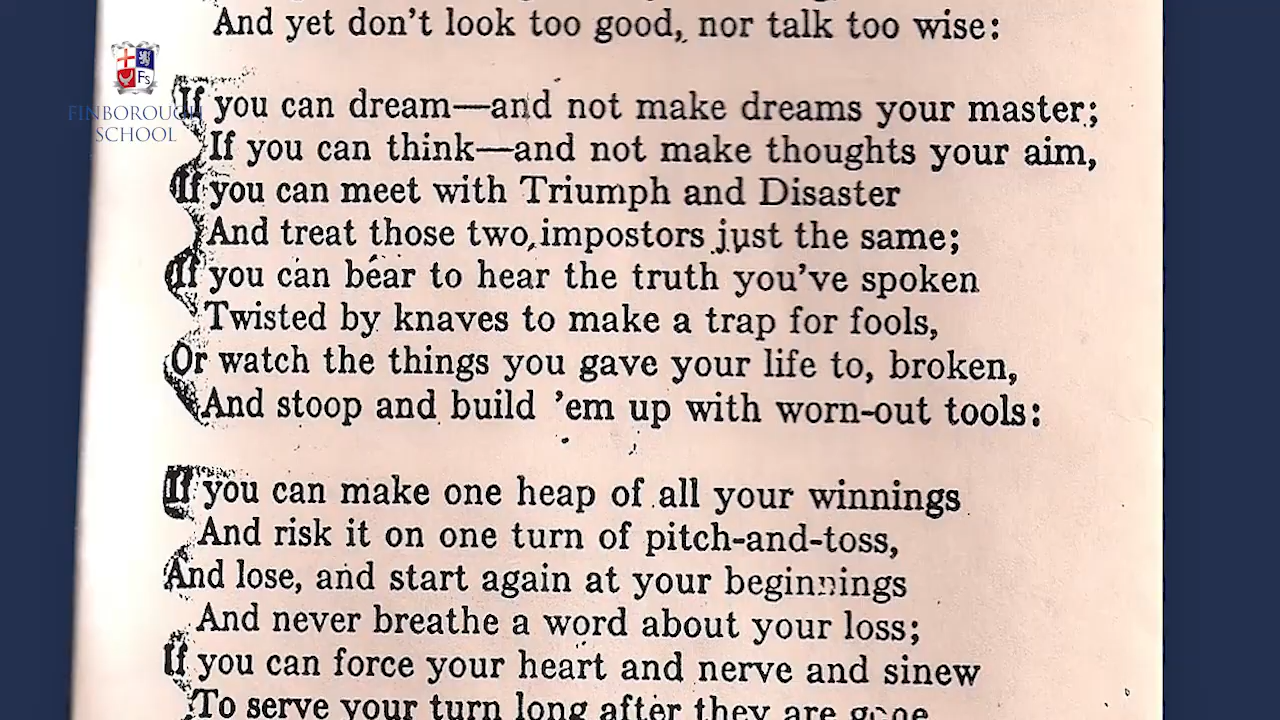 And yet don't look too good, nor talk too wise:
FINBOROUGH
SCHOOL
Fs
If you can dream—and not make dreams your master;
If you can think—and not make thoughts your aim,
If you can meet with Triumph and Disaster
And treat those two impostors just the same;
If you can bear to hear the truth you've spoken
Twisted by knaves to make a trap for fools,
Or watch the things you gave your life to, broken,
And stoop and build 'em up with worn-out tools:
If you can make one heap of all your winnings
And risk it on one turn of pitch-and-toss,
And lose, and start again at your beginnings
And never breathe a word about your loss;
If you can force your heart and nerve and sinew
To serve your turn long after they are gone